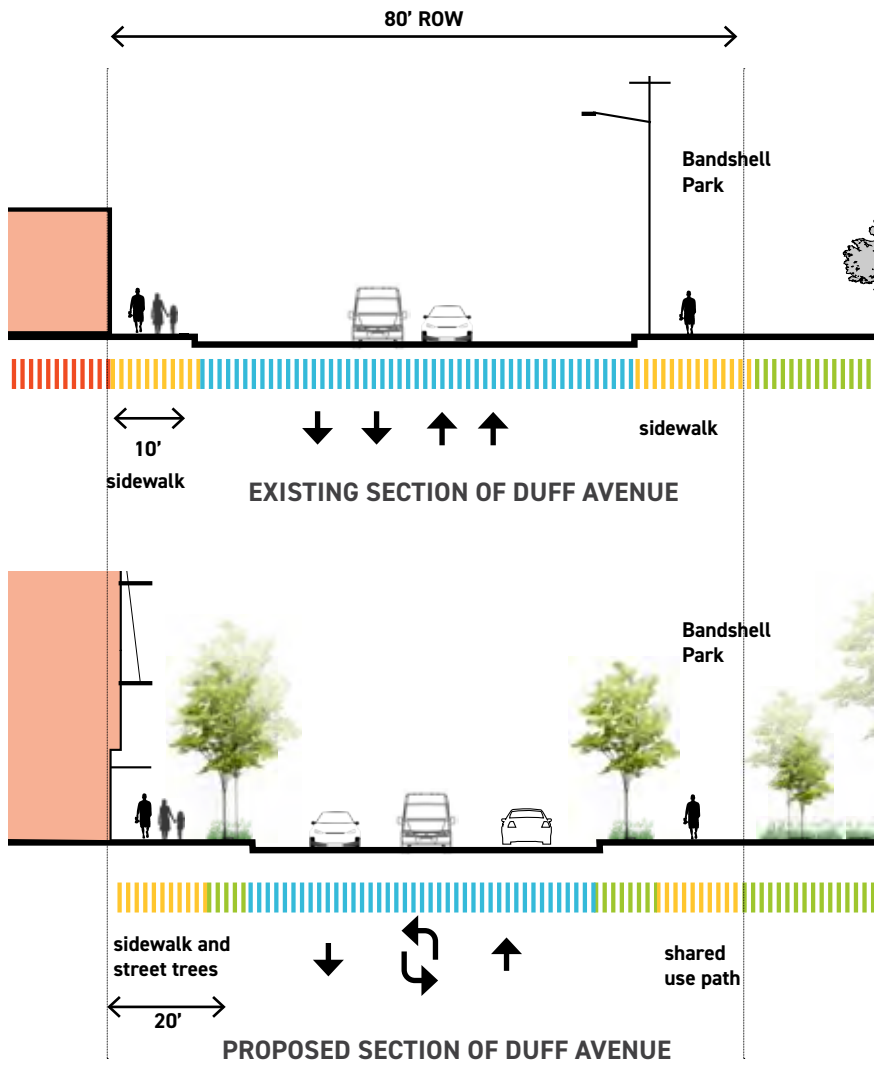 80' ROW
Bandshell
Park
10'
sidewalk
sidewalk
EXISTING SECTION OF DUFF AVENUE
Bandshell
Park
sidewalk and
street trees
shared
use path
20'
PROPOSED SECTION OF DUFF AVENUE